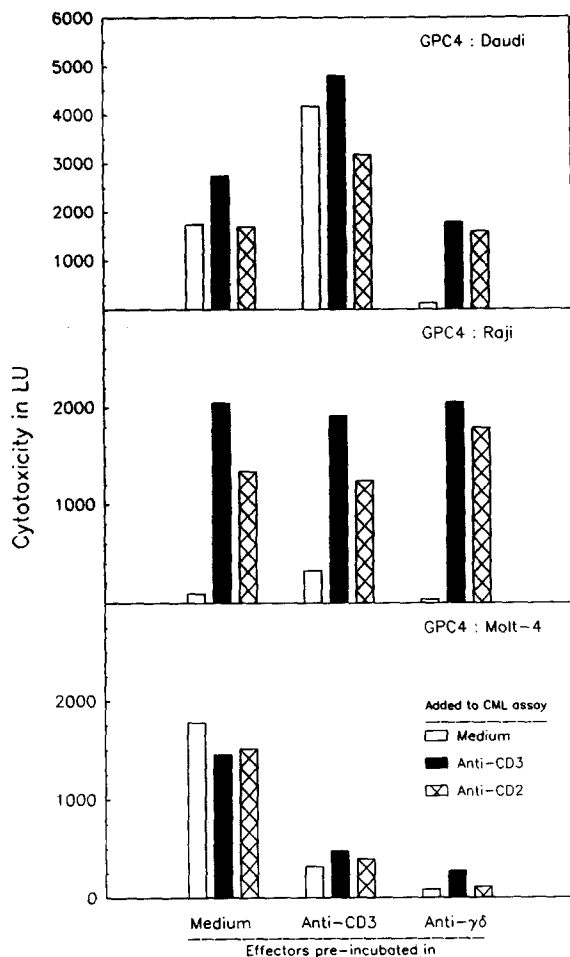 GPC4 : Daudi
6000
5000
4000
3000
2000
1000
GPC4 : Raji
2000
1000
Cytotoxicity in LU
GPC4 : Molt-4
2000
1000
0
Added to CML assay
Medium
Anti-CD3
Anti-CD2
Medium Anti-CD3 Anti-γδ
Effectors pre-incubated in